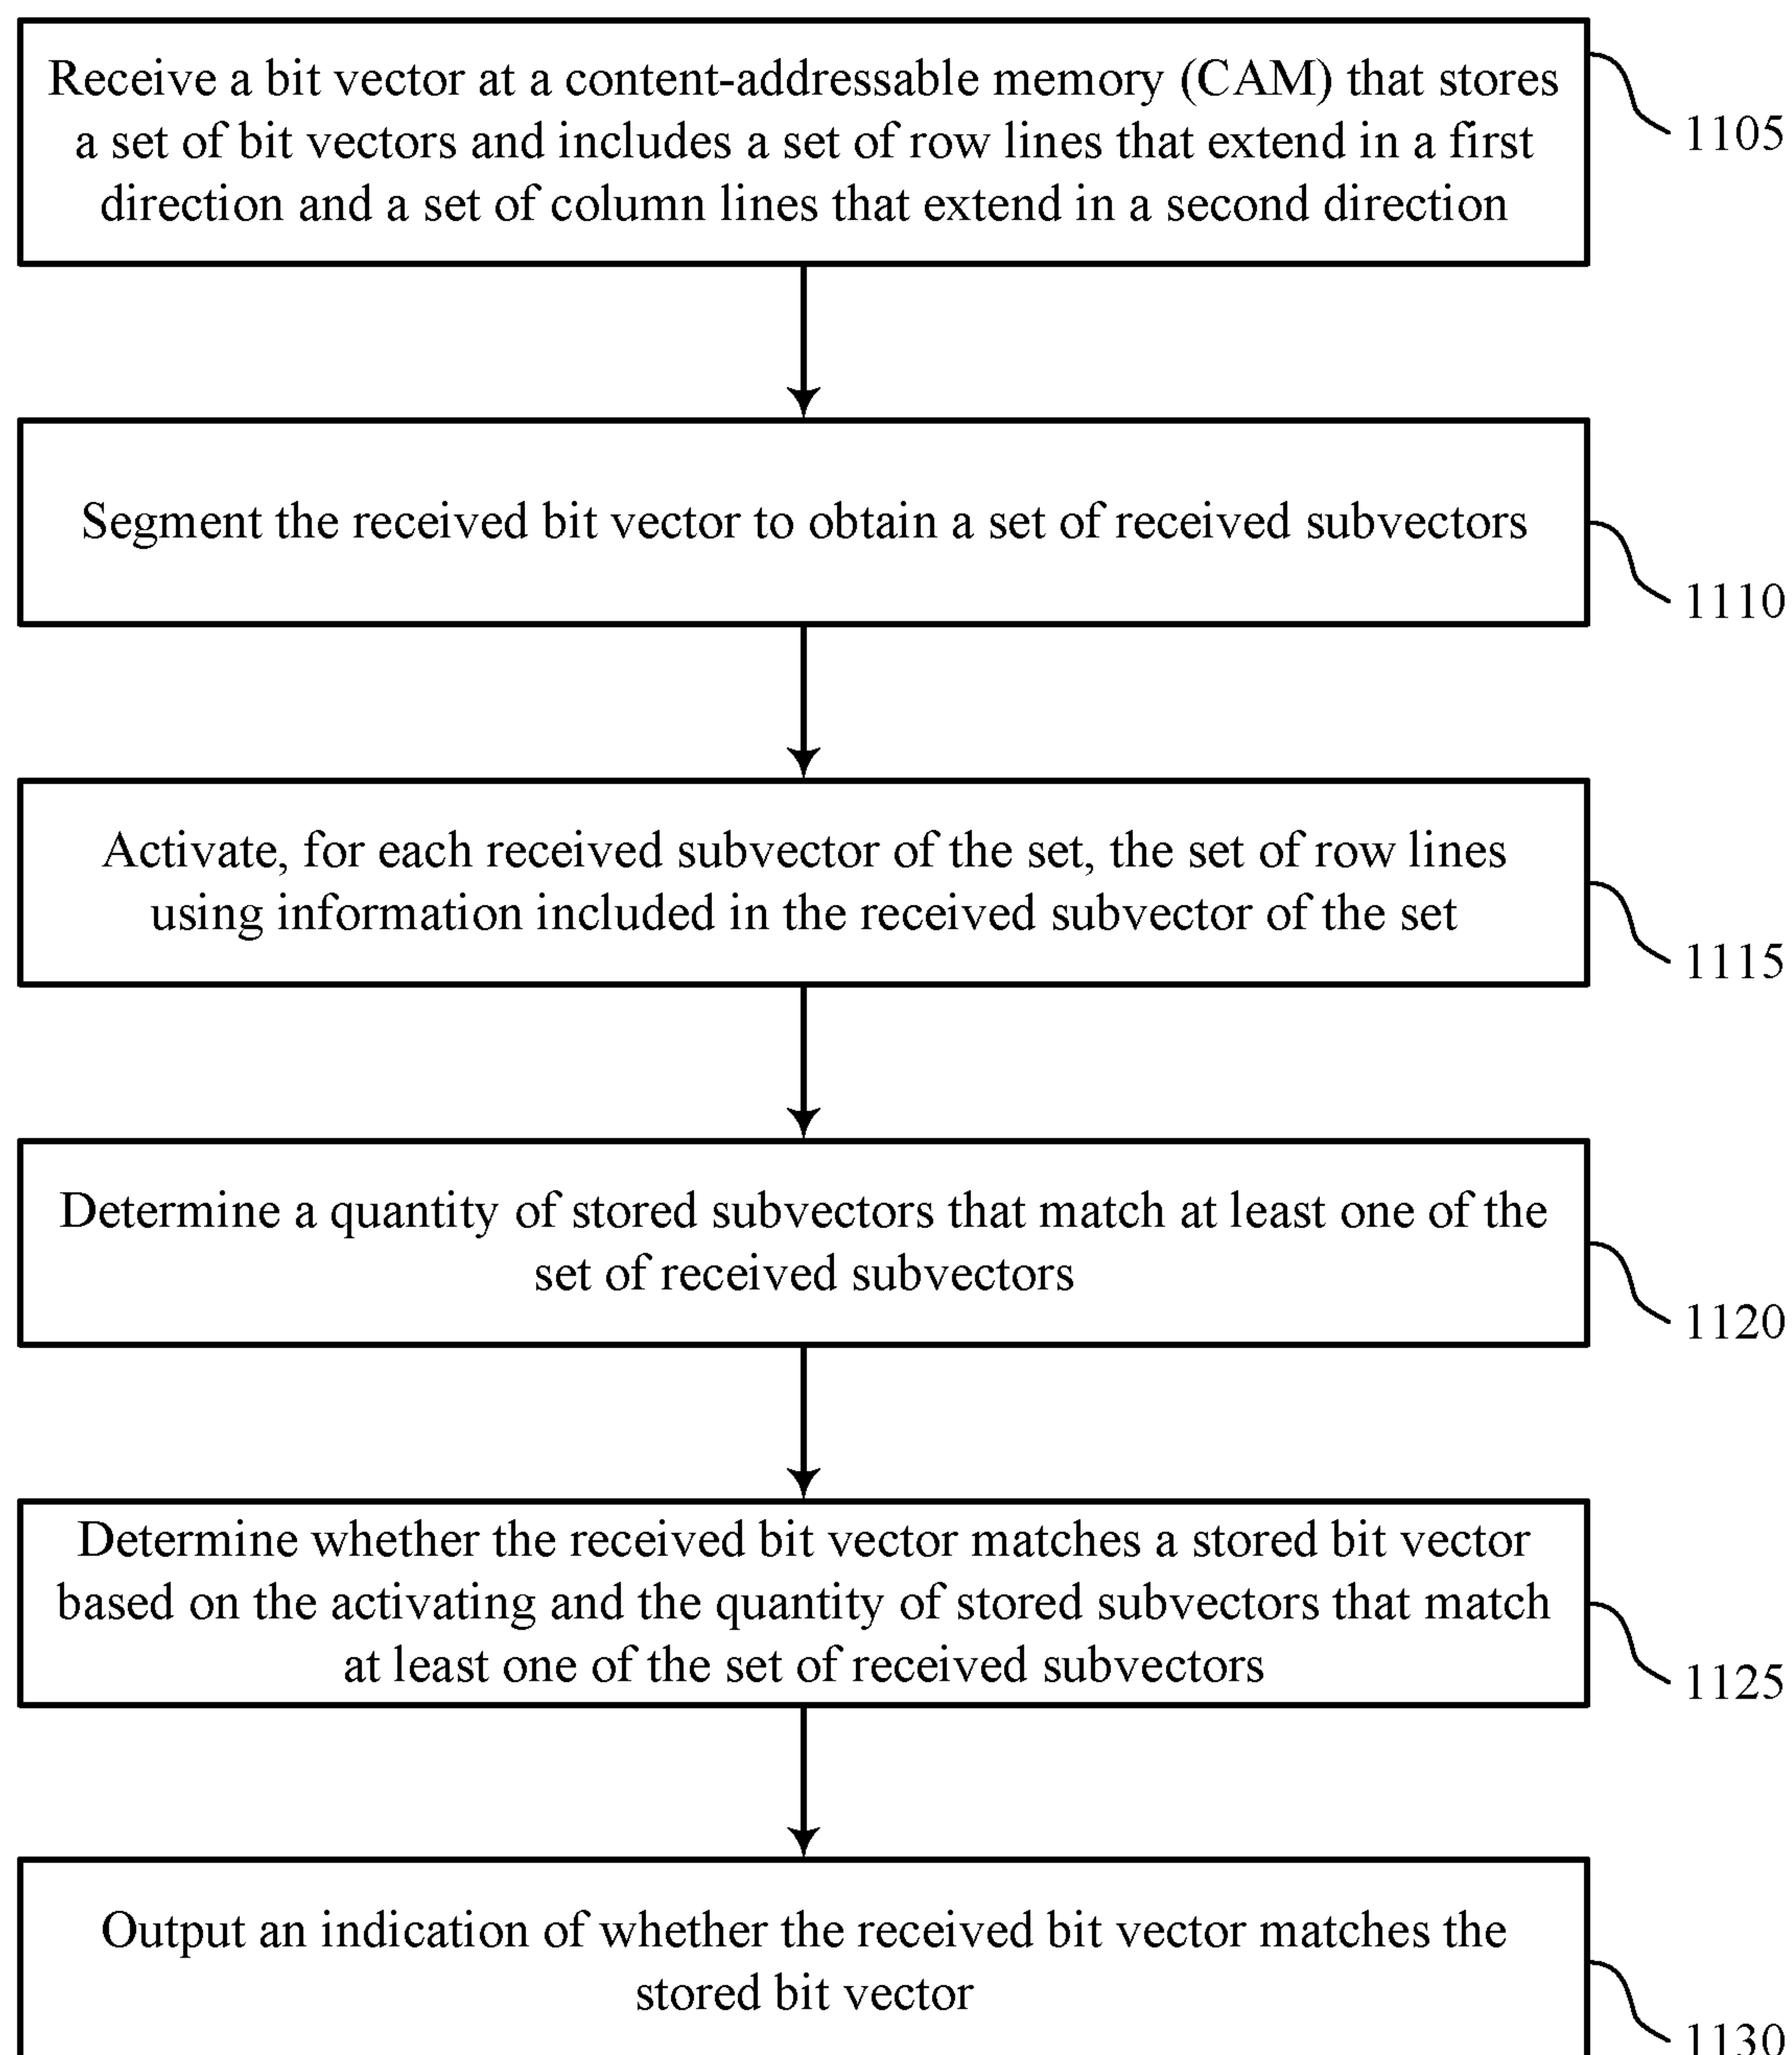 Receive a bit vector at a content-addressable memory (CAM) that stores
a set of bit vectors and includes a set of row lines that extend in a first
direction and a set of column lines that extend in a second direction
1105
Segment the received bit vector to obtain a set of received subvectors
1110
Activate, for each received subvector of the set, the set of row lines
using information included in the received subvector of the set
1115
Determine a quantity of stored subvectors that match at least one of the
set of received subvectors
1120
Determine whether the received bit vector matches a stored bit vector
based on the activating and the quantity of stored subvectors that match
at least one of the set of received subvectors
1125
Output an indication of whether the received bit vector matches the
stored bit vector
1130